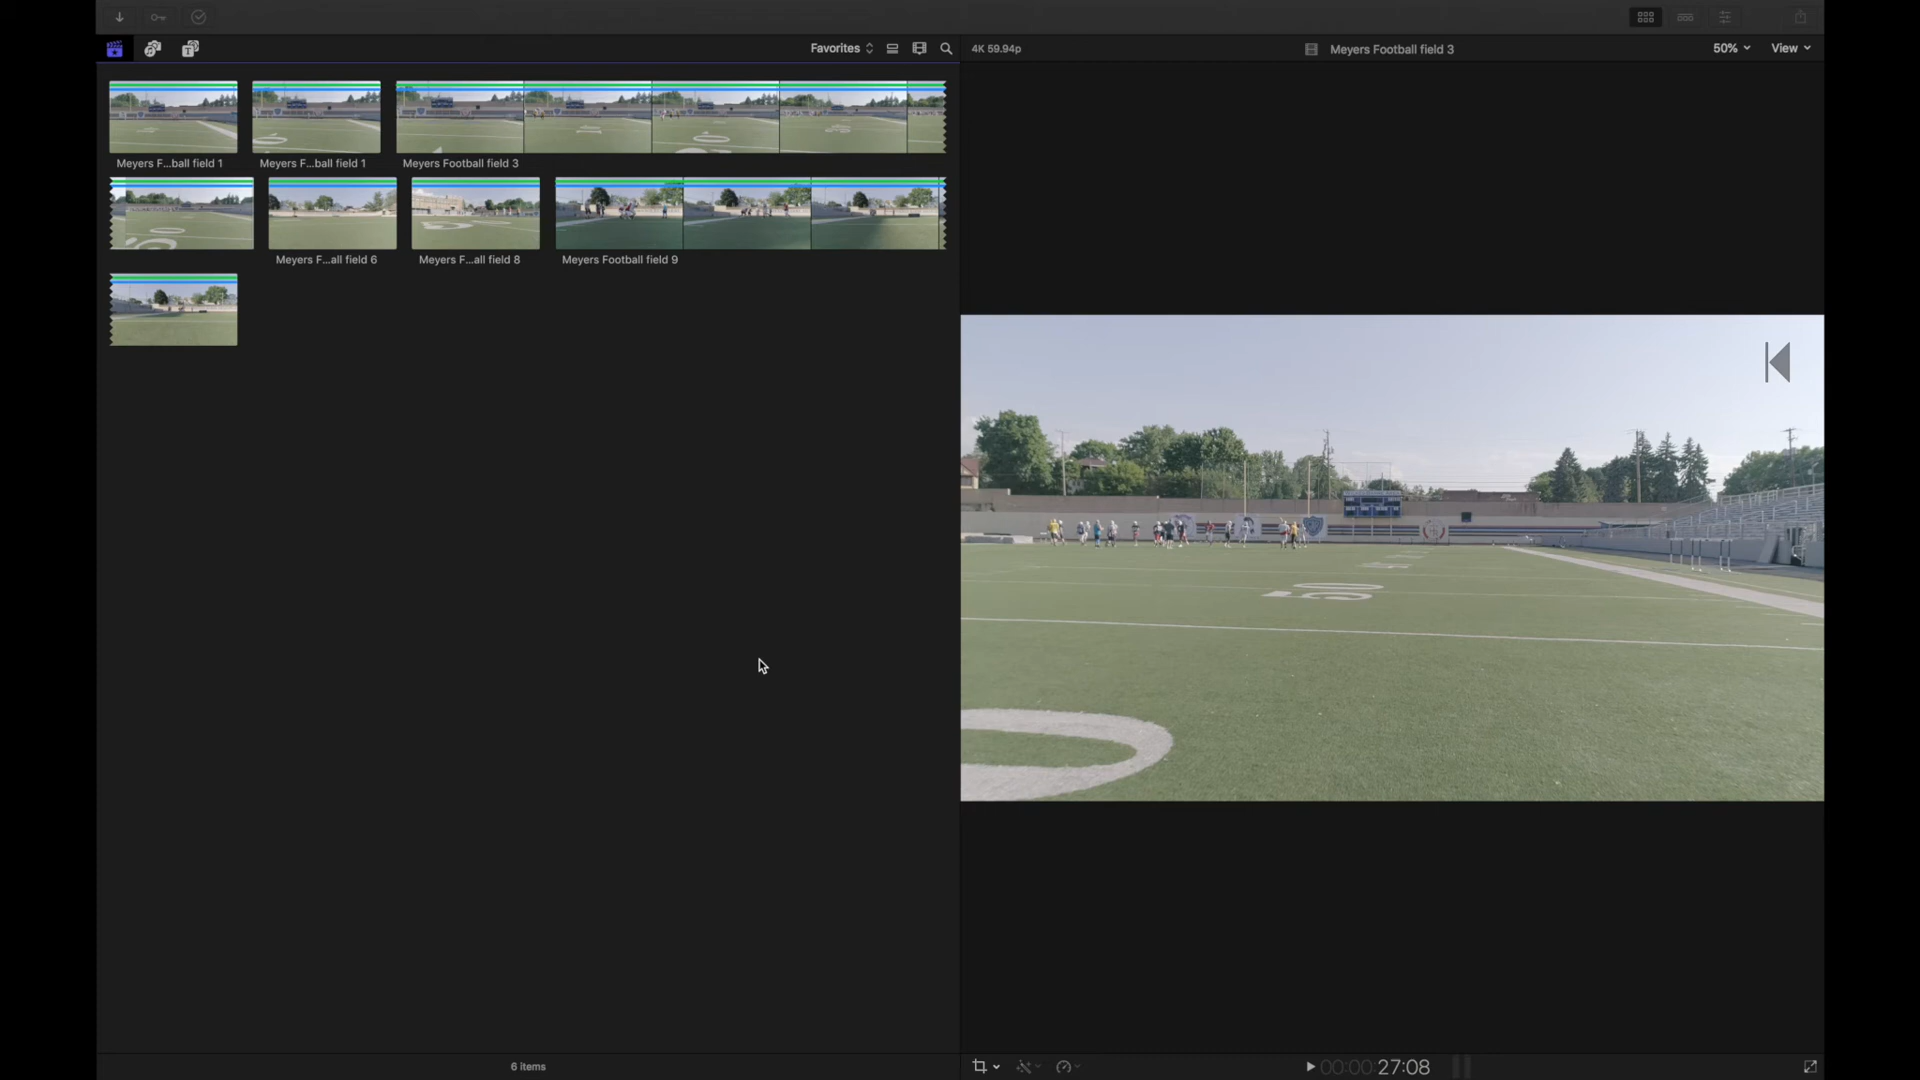 Favorites
4K 59.94p
Meyers Football field 3
50%
View
Meyers F...ball field 1
Meyers F...ball field 1
Meyers Football field 3
Meyers F...all field 6
Meyers F...all field 8
Meyers Football field 9
50
6 items
00:00:27:08